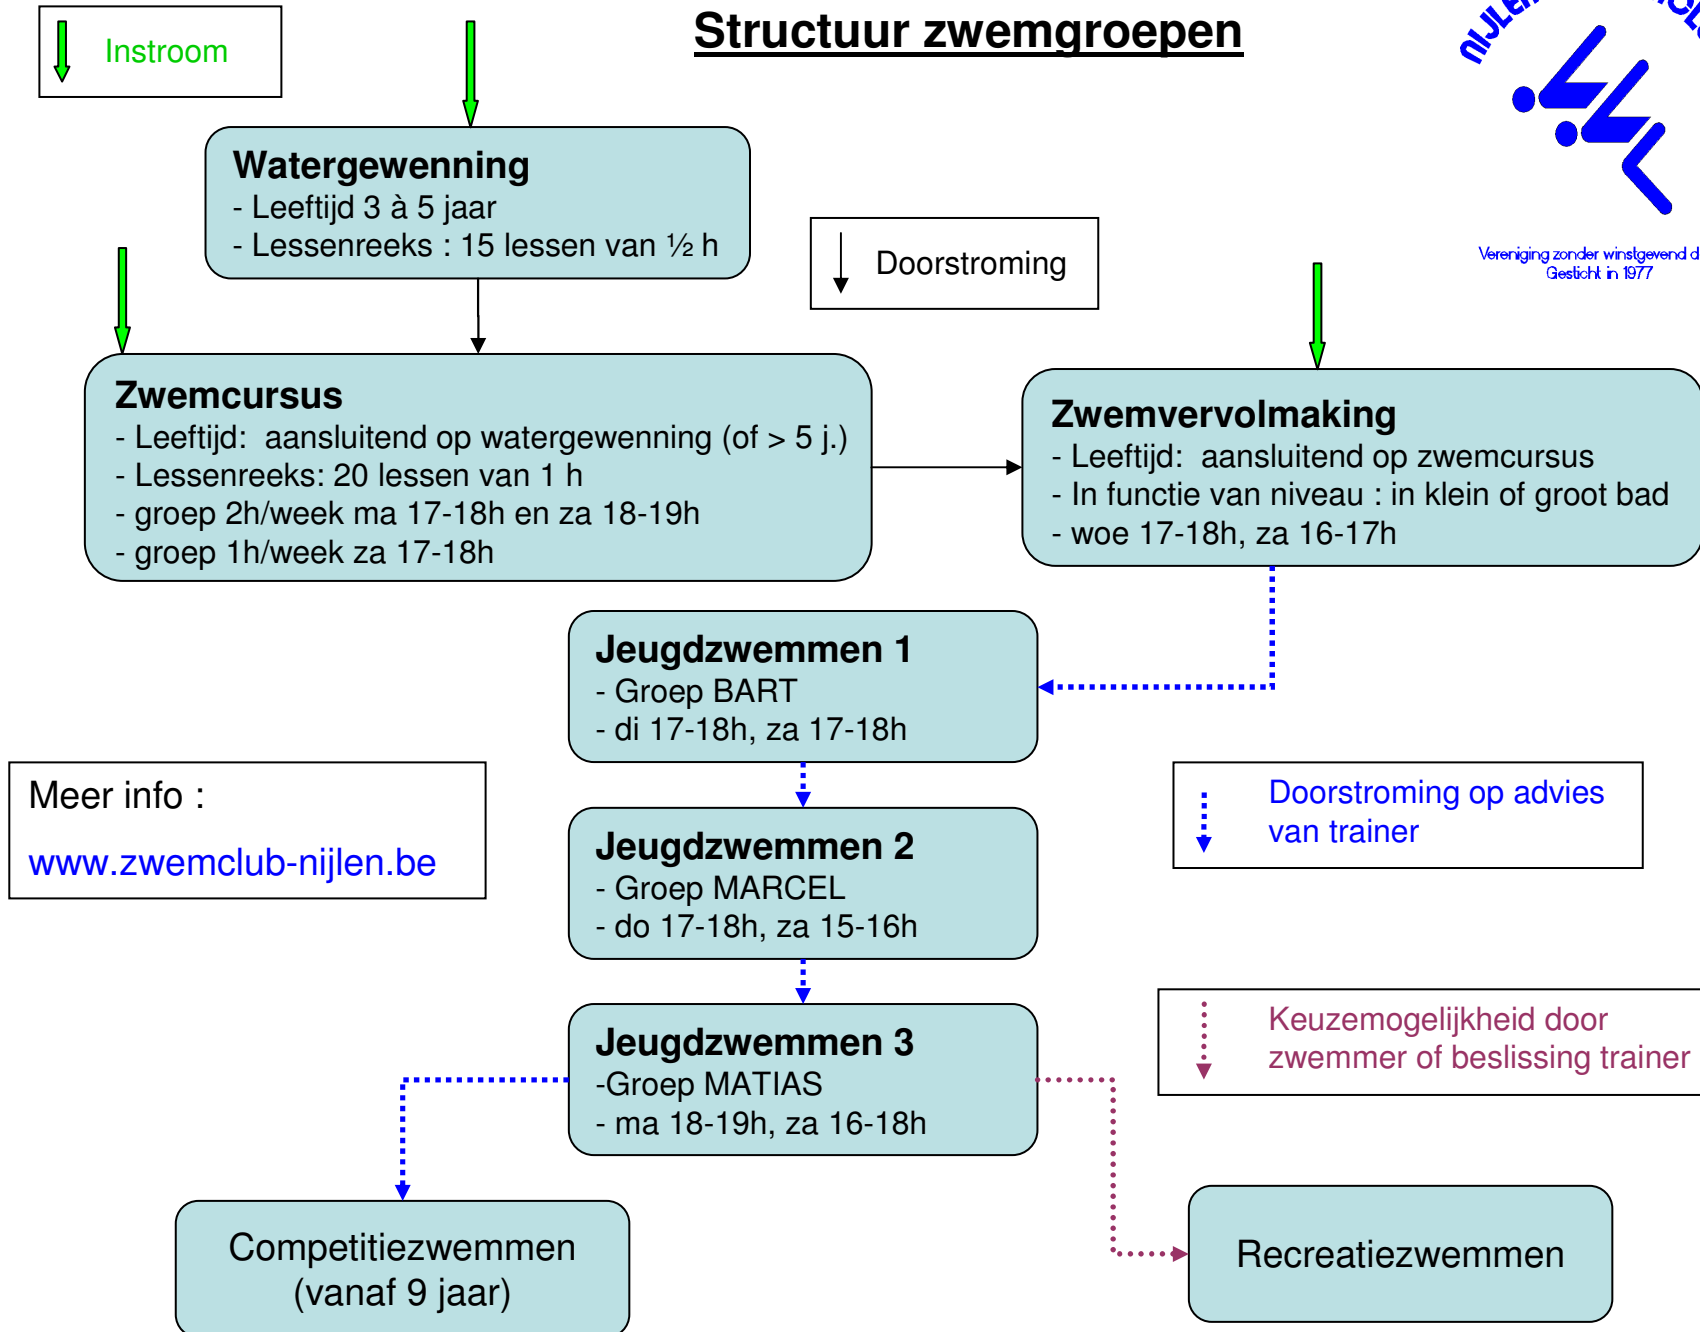 Structuur zwemgroepen
Instroom
Watergewenning
- Leeftijd 3 à 5 jaar
- Lessenreeks : 15 lessen van ½ h
Doorstroming
Vereniging zonder winstgevend d
Gesticht in 1977
Zwemcursus
- Leeftijd:  aansluitend op watergewenning (of > 5 j.)
- Lessenreeks: 20 lessen van 1 h
- groep 2h/week ma 17-18h en za 18-19h
- groep 1h/week za 17-18h
Zwemvervolmaking
- Leeftijd:  aansluitend op zwemcursus
- In functie van niveau : in klein of groot bad
- woe 17-18h, za 16-17h
Jeugdzwemmen 1
- Groep BART
- di 17-18h, za 17-18h
Meer info :
www.zwemclub-nijlen.be
Doorstroming op advies
van trainer
Jeugdzwemmen 2
- Groep MARCEL
- do 17-18h, za 15-16h
Keuzemogelijkheid door
zwemmer of beslissing trainer
Jeugdzwemmen 3
-Groep MATIAS
- ma 18-19h, za 16-18h
Competitiezwemmen
(vanaf 9 jaar)
Recreatiezwemmen